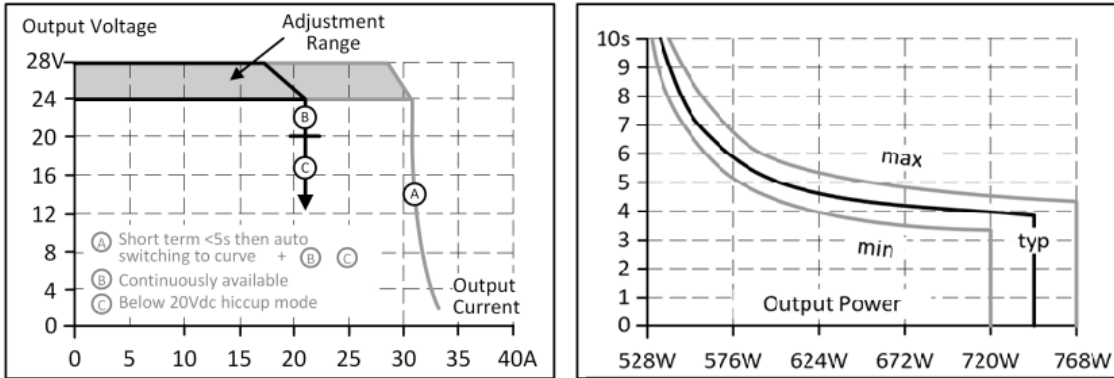 Output Voltage
Adjustment
Range
28V
24
20
16
12
8
4
0
B
C
A
A Short term <5s then auto
switching to curve + B C
B Continuously available
C Below 20Vdc hiccup mode
Output
Current
0 5 10 15 20 25 30 35 40A
10s
9
8
7
6
5
4
3
2
1
0
max
min
typ
Output Power
528W 576W 624W 672W 720W 768W